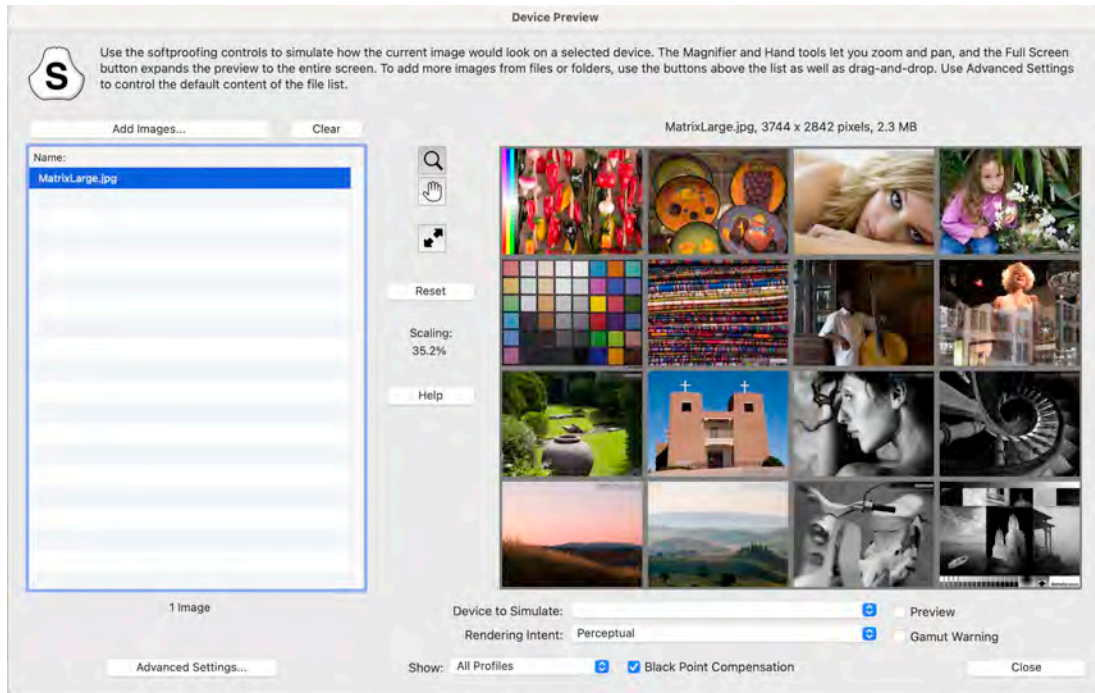 Device Preview
S
Use the softproofing controls to simulate how the current image would look on a selected device. The Magnifier and Hand tools let you zoom and pan, and the Full Screen
button expands the preview to the entire screen. To add more images from files or folders, use the buttons above the list as well as drag-and-drop. Use Advanced Settings
to control the default content of the file list.
Add Images...
Clear
MatrixLarge.jpg, 3744 x 2842 pixels, 2.3 MB
Name:
MatrixLarge.jpg
Reset
Scaling:
35.2%
Help
1 Image
Device to Simulate:
Preview
Rendering Intent: Perceptual
Gamut Warning
Advanced Settings...
Show: All Profiles
Black Point Compensation
Close